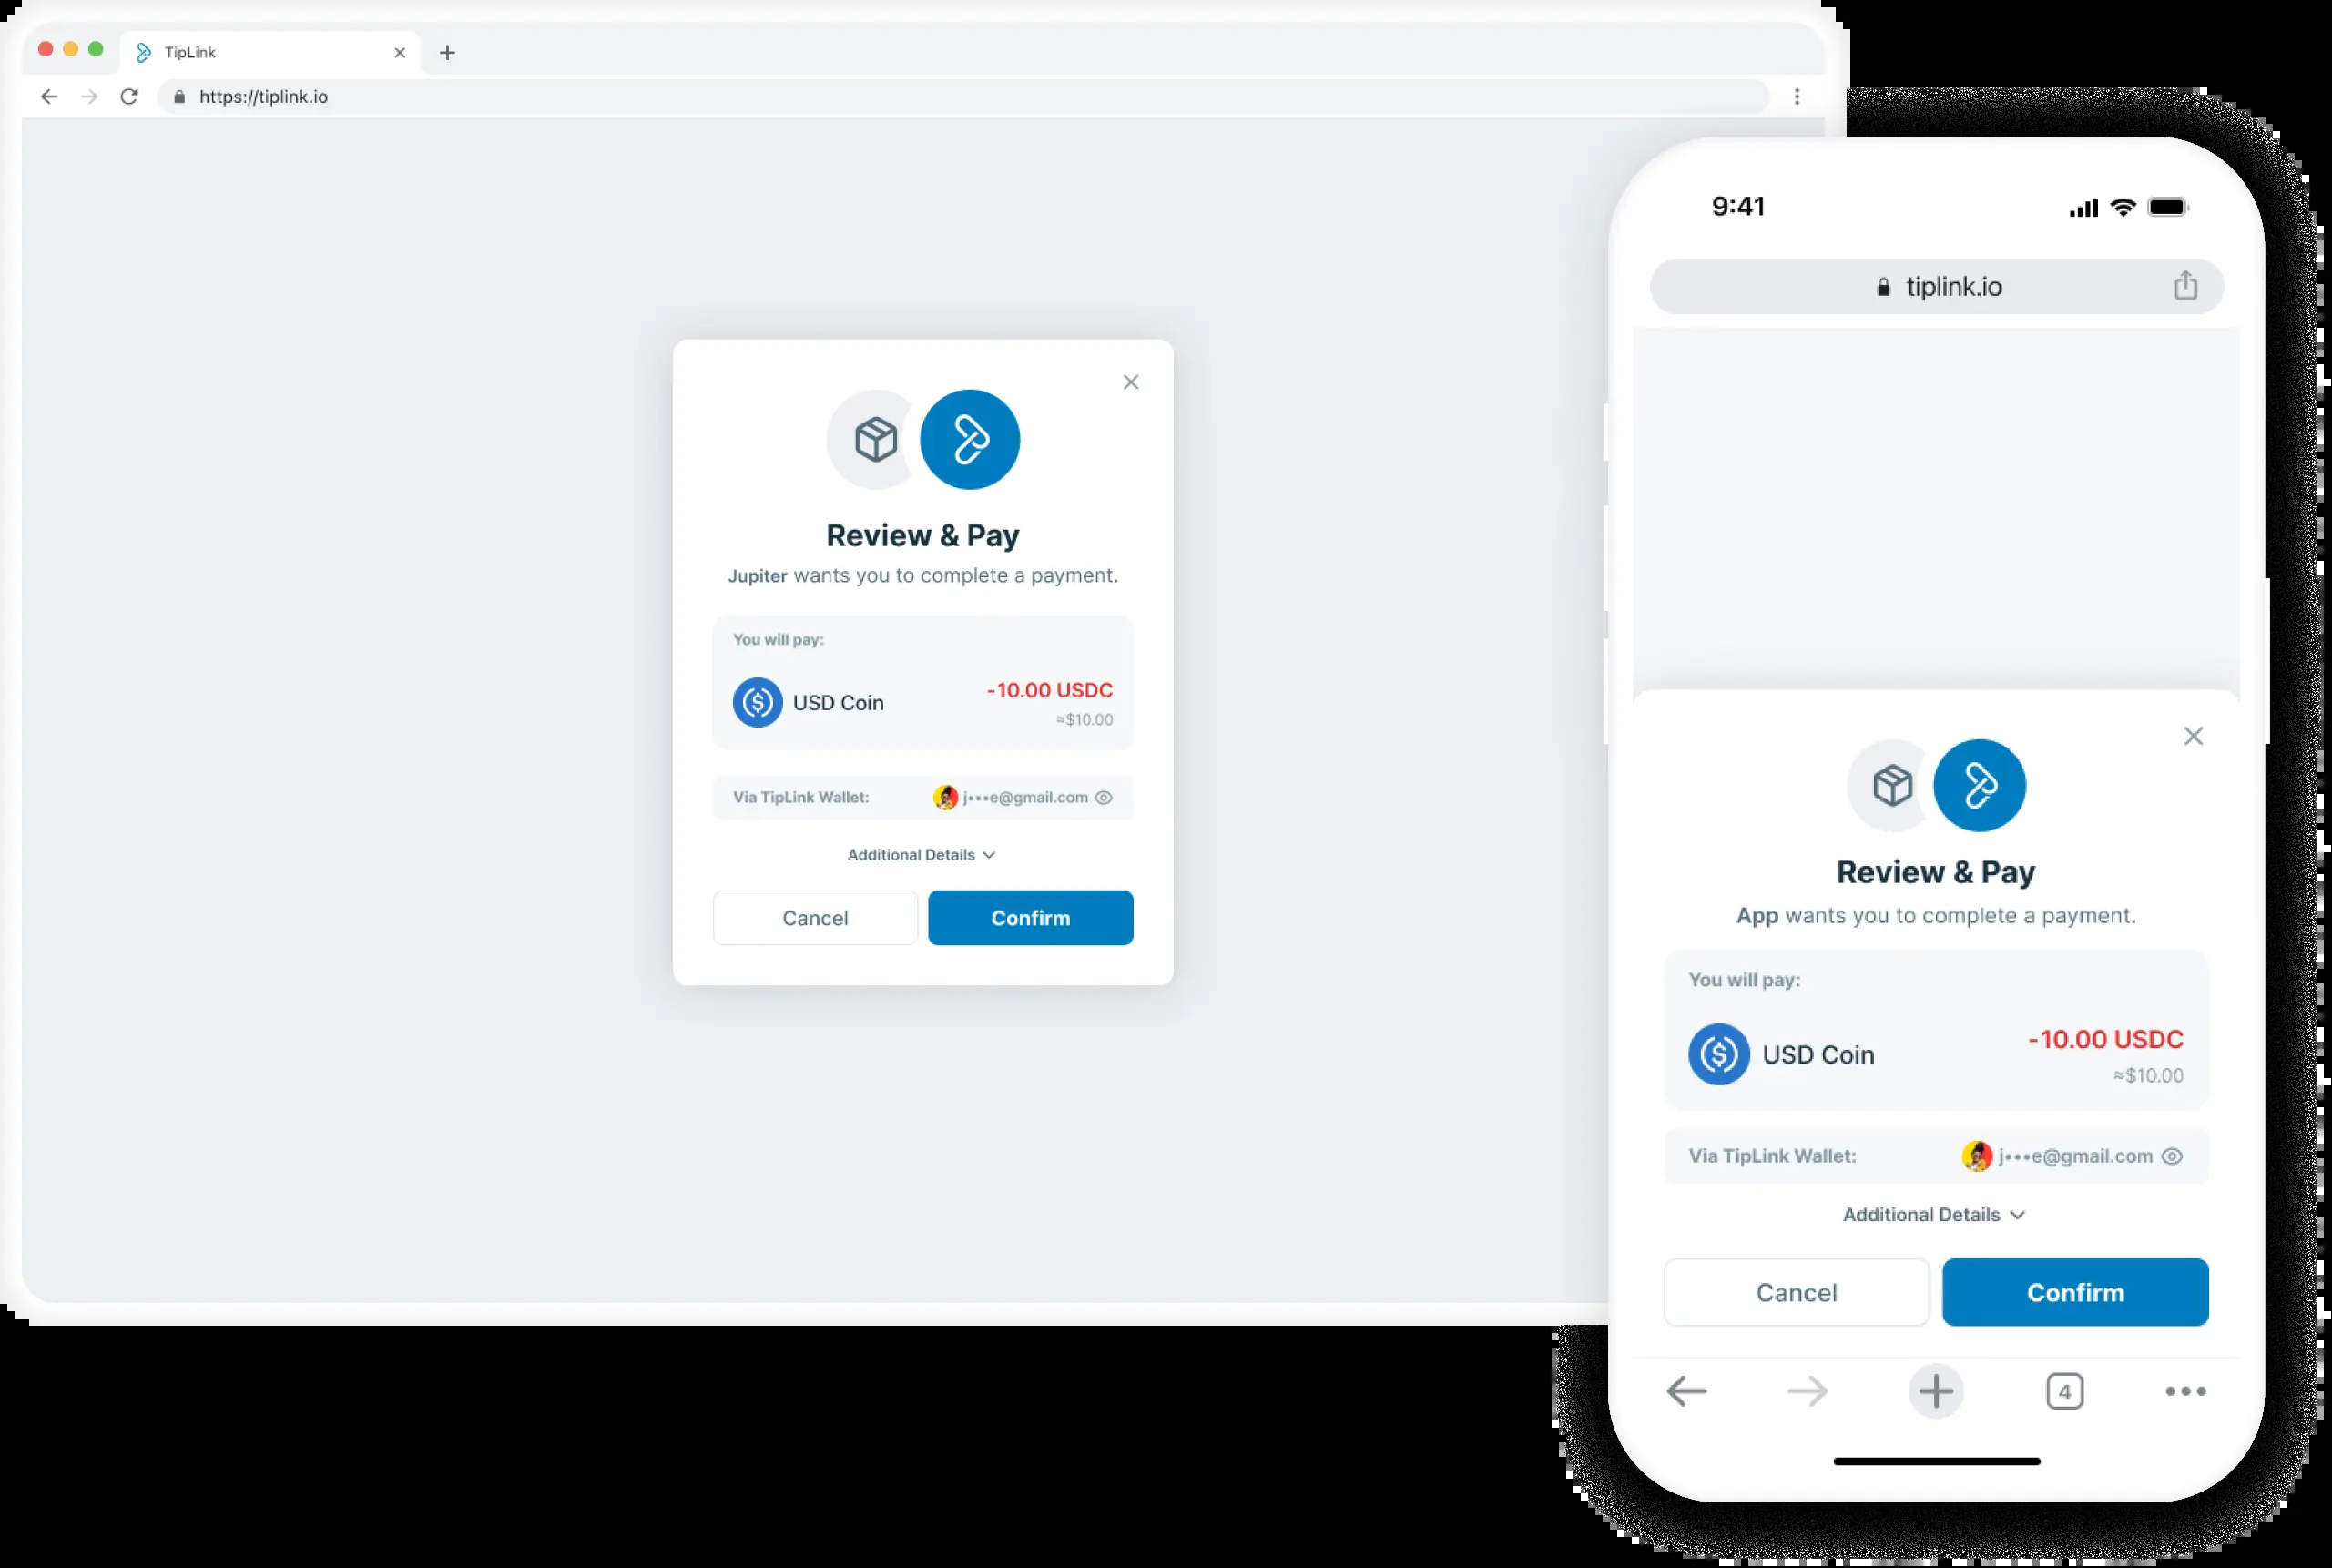 TipLink
https://tiplink.io
Review & Pay
Jupiter wants you to complete a payment.
You will pay:
USD Coin
-10.00 USDC
≈$10.00
Via TipLink Wallet:
j•••e@gmail.com
Additional Details
Cancel
Confirm
9:41
tiplink.io
Review & Pay
App wants you to complete a payment.
You will pay:
USD Coin
-10.00 USDC
≈$10.00
Via TipLink Wallet:
j•••e@gmail.com
Additional Details
Cancel
Confirm
4